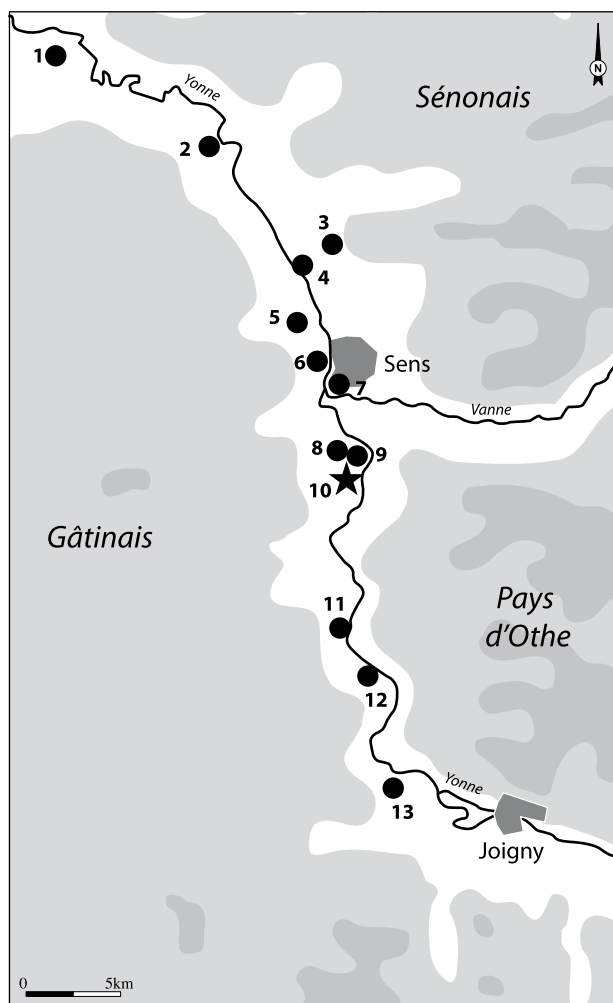 1
Yonne
Sénonais
N
2
3
4
5
6
Sens
7
Vanne
8
9
10
Gâtinais
11
Pays
d'Othe
12
Yonne
13
Joigny
0 5km